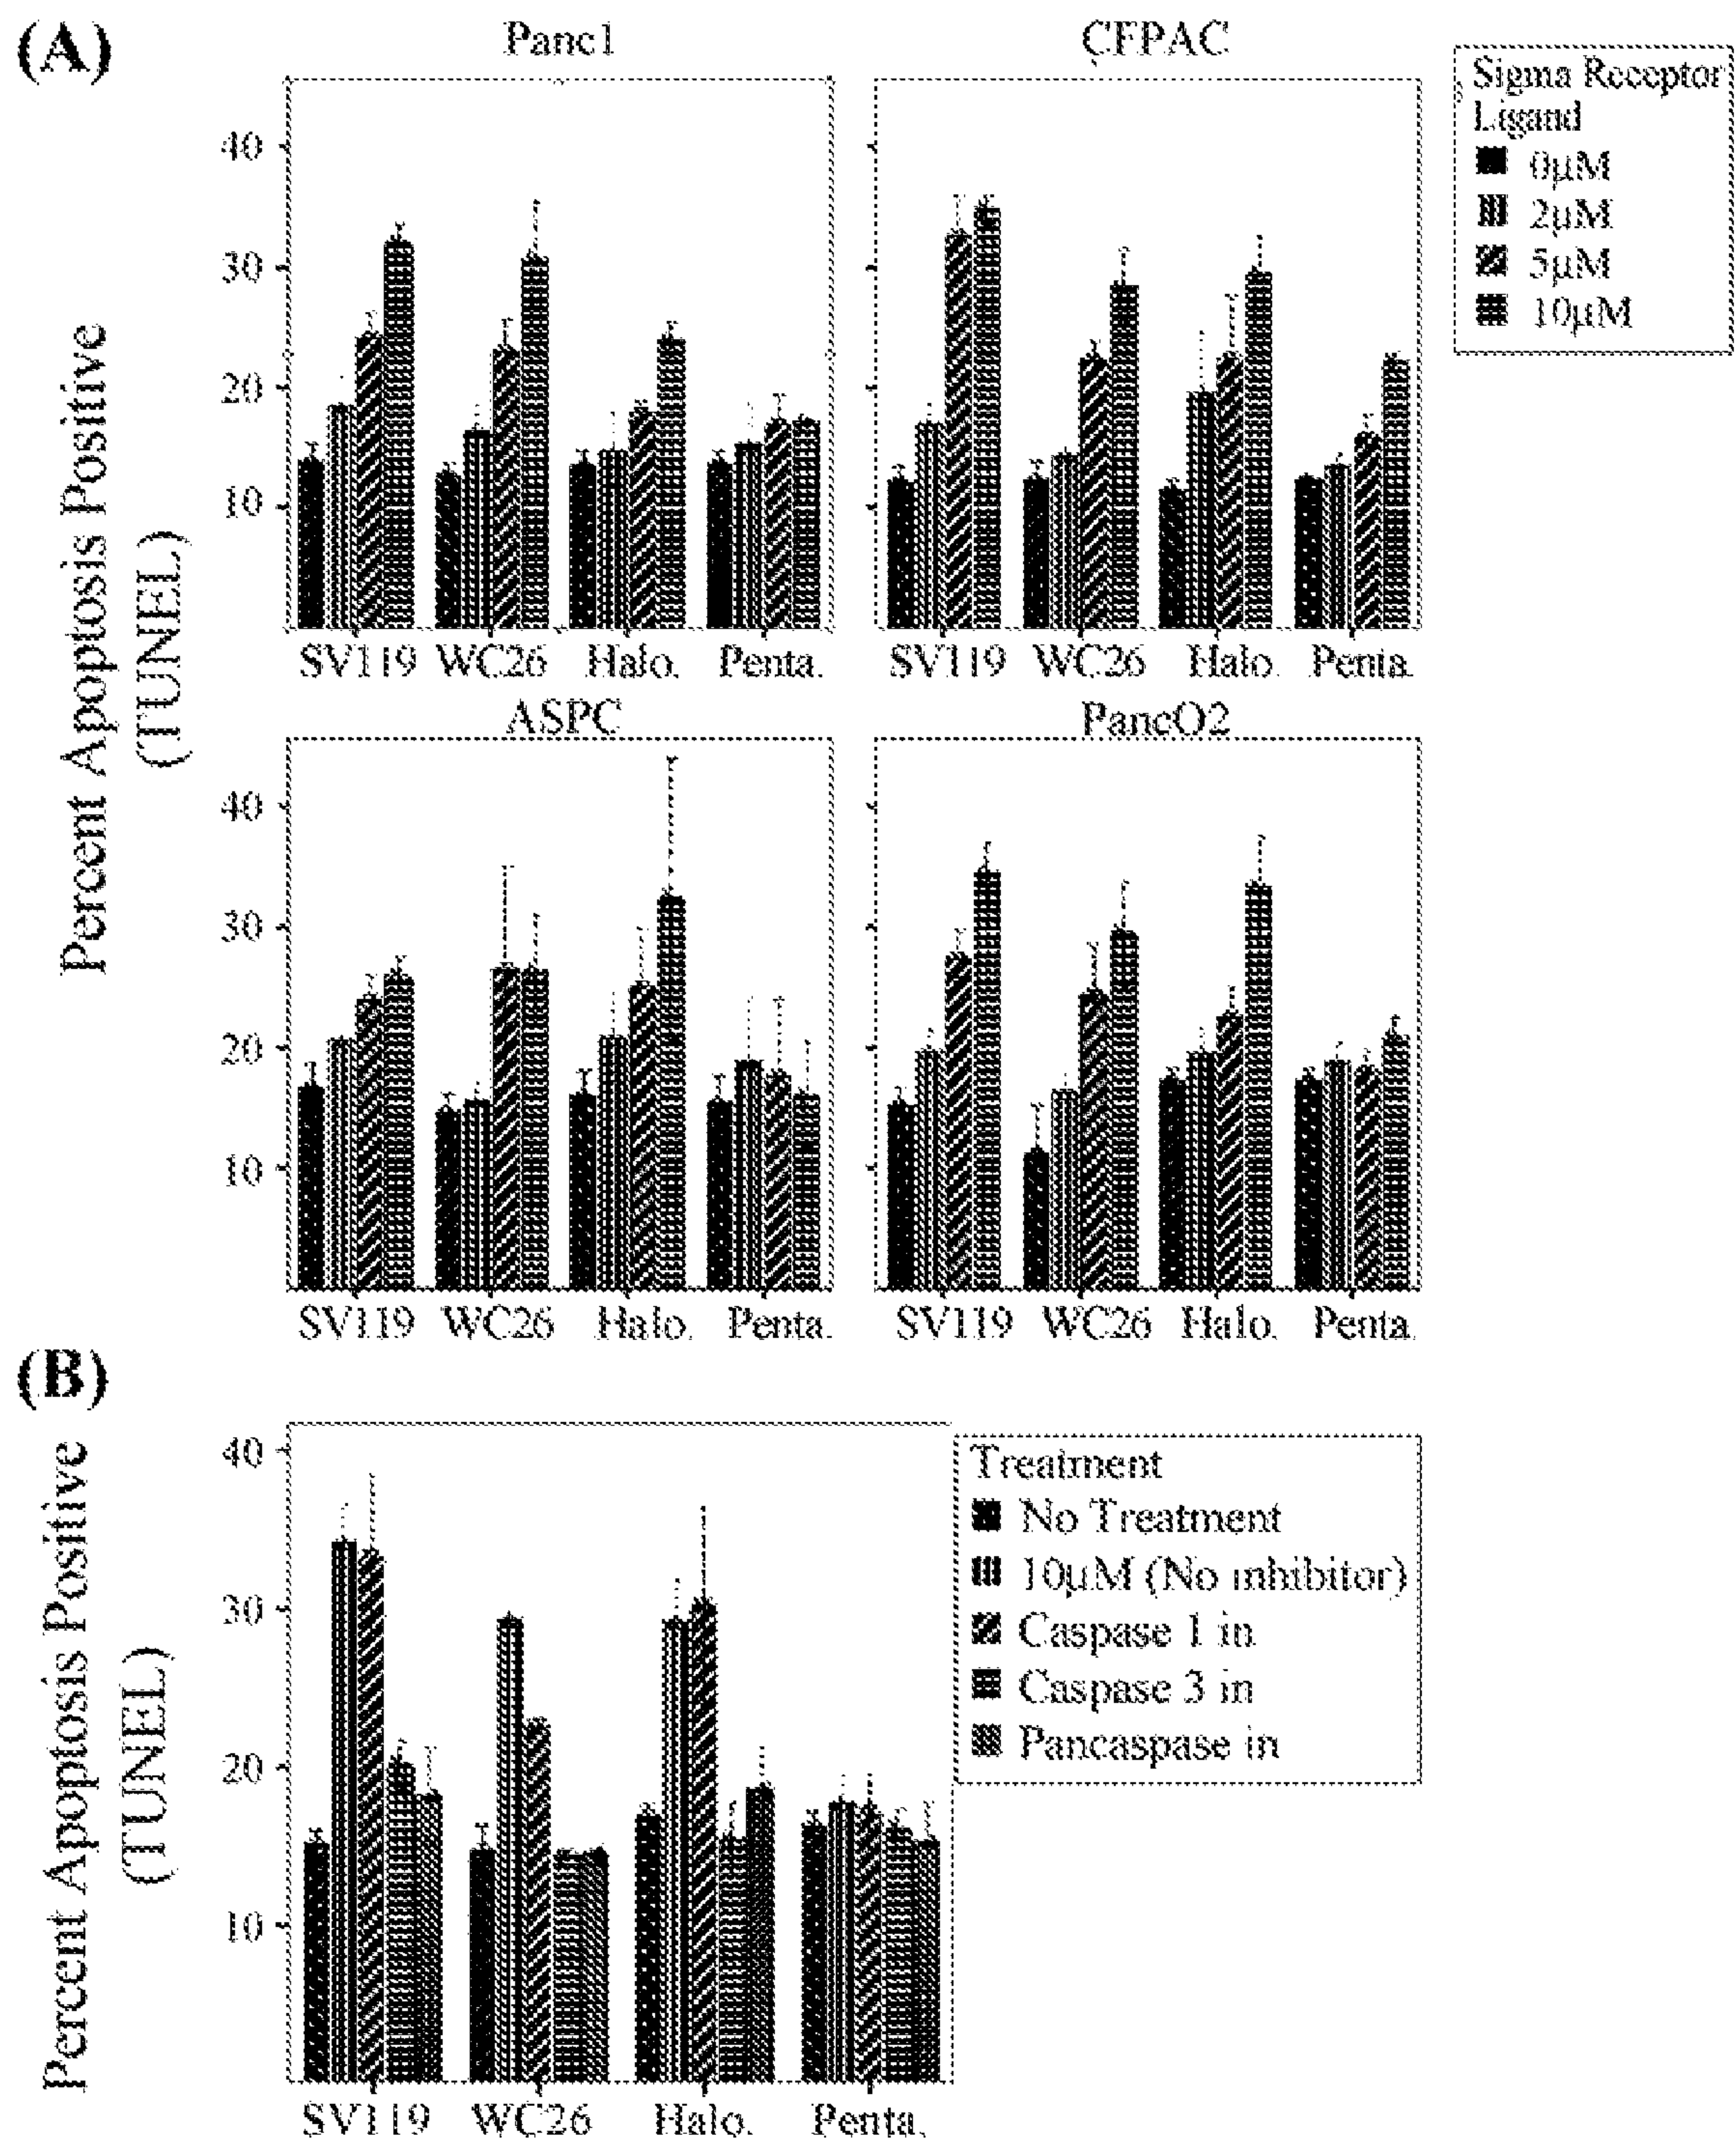 (A)
Panc1
CFPAC
Sigma Receptor
Ligand
0µM
2µM
5µM
10µM
Percent Apoptosis Positive
(TUNEL)
40
30
20
10
SV119 WC26 Halo. Penta.
SV119 WC26 Halo. Penta.
ASPC
PancO2
40
30
20
10
SV119 WC26 Halo. Penta.
SV119 WC26 Halo. Penta.
(B)
Percent Apoptosis Positive
(TUNEL)
40
30
20
10
SV119 WC26 Halo. Penta.
Treatment
No Treatment
10µM (No inhibitor)
Caspase 1 in
Caspase 3 in
Pancaspase in